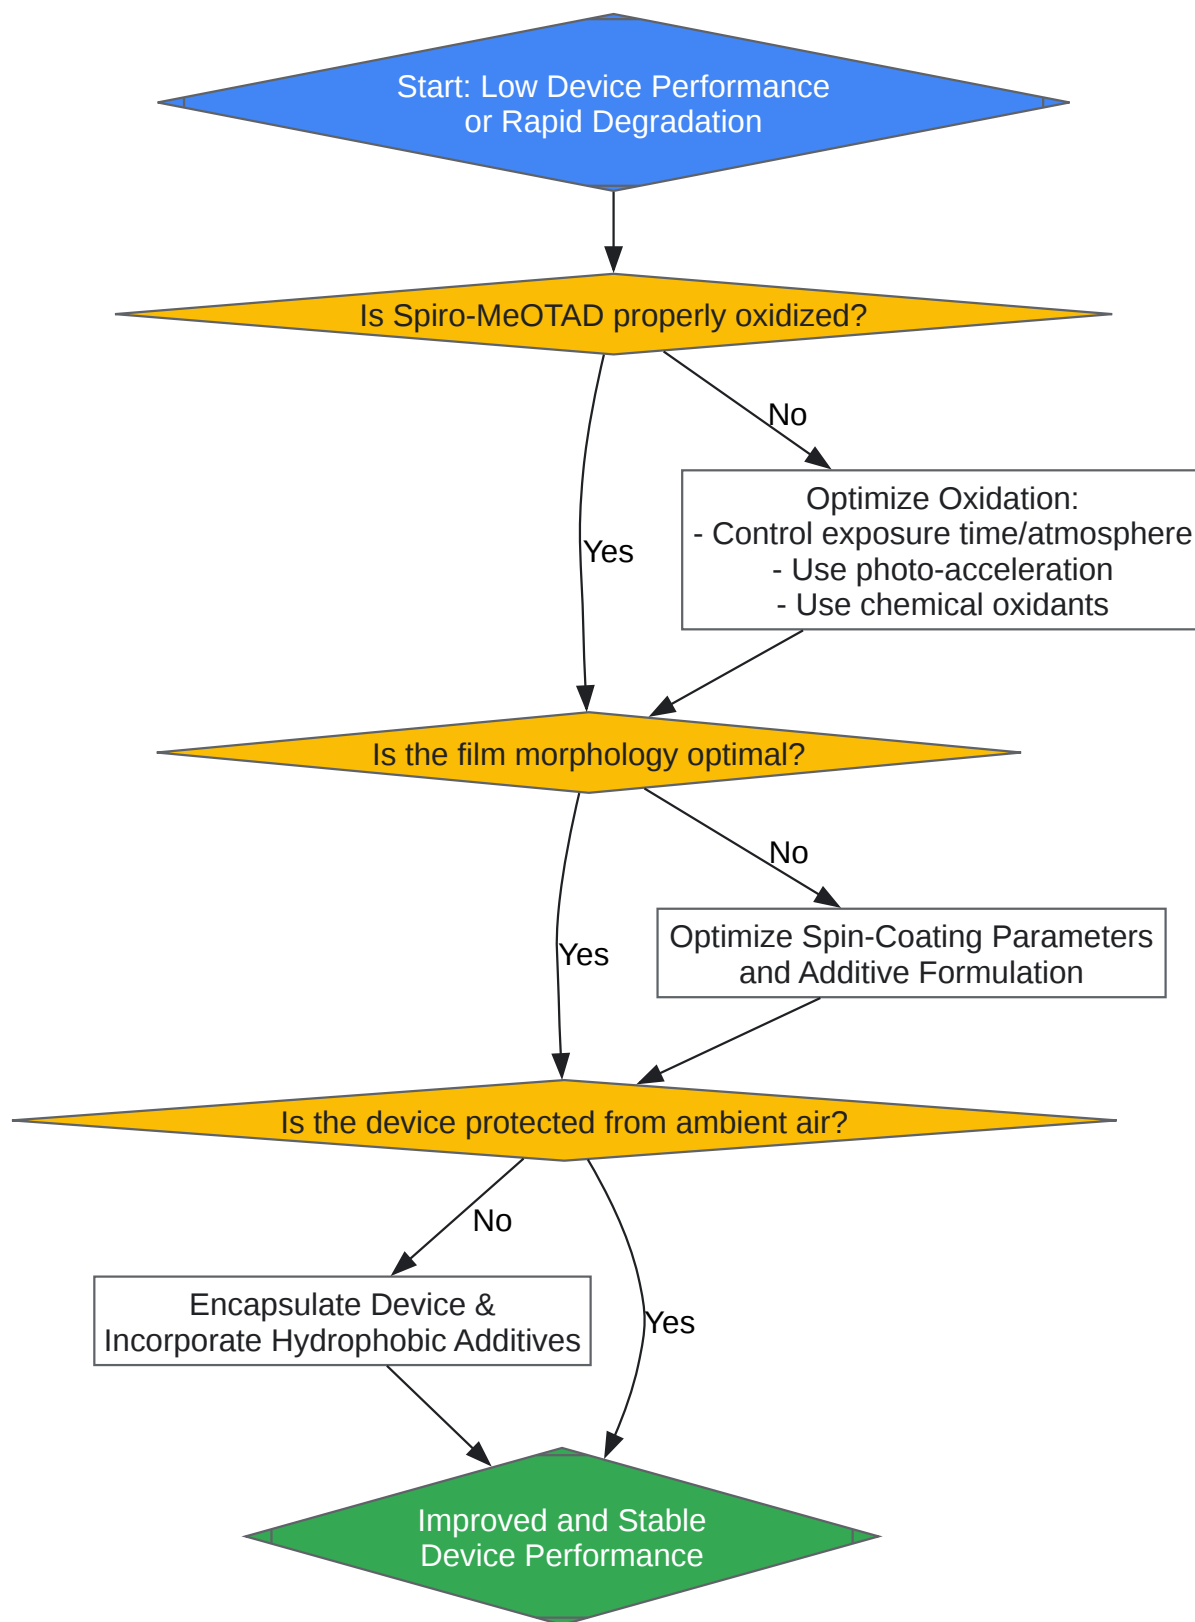 Start: Low Device Performance
or Rapid Degradation
Is Spiro-MeOTAD properly oxidized?
No
Optimize Oxidation:
- Control exposure time/atmosphere
- Use photo-acceleration
- Use chemical oxidants
Yes
Is the film morphology optimal?
No
Optimize Spin-Coating Parameters
and Additive Formulation
Yes
Is the device protected from ambient air?
No
Encapsulate Device &
Incorporate Hydrophobic Additives
Yes
Improved and Stable
Device Performance